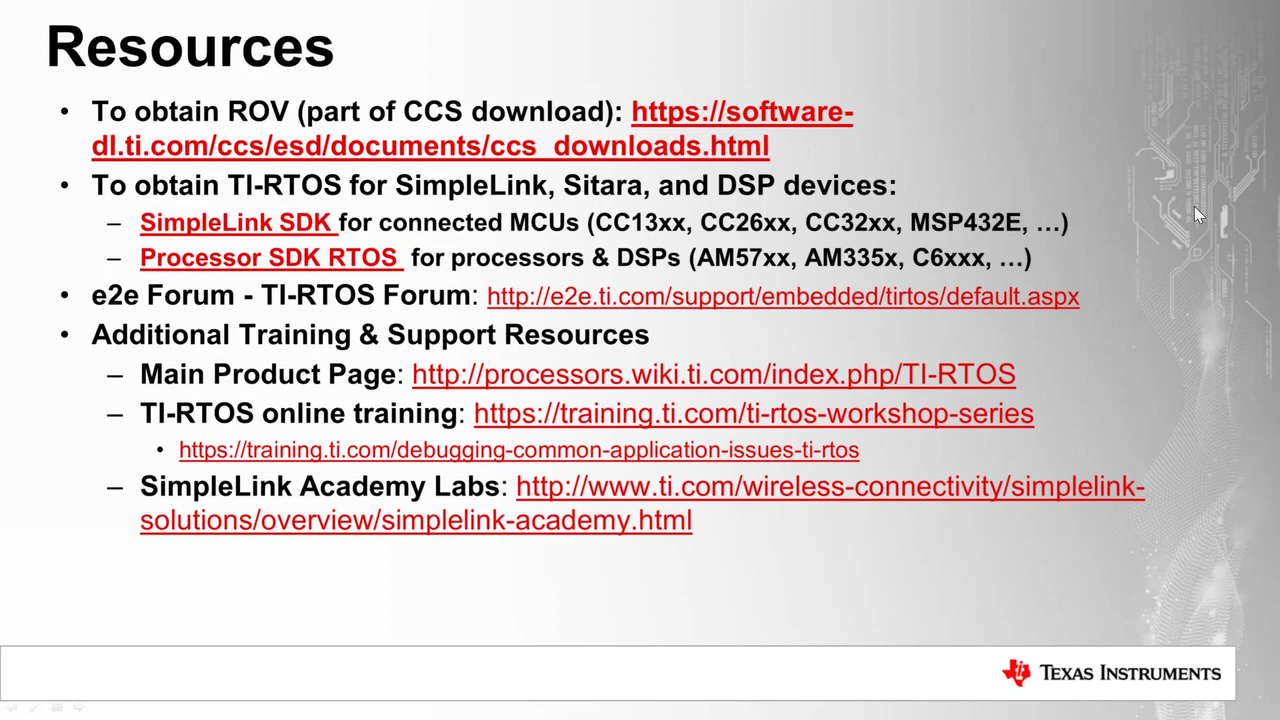 Resources
• To obtain ROV (part of CCS download): https://software-
dl.ti.com/ccs/esd/documents/ccs_downloads.html
• To obtain TI-RTOS for SimpleLink, Sitara, and DSP devices:
– SimpleLink SDK for connected MCUs (CC13xx, CC26xx, CC32xx, MSP432E, …)
– Processor SDK RTOS for processors & DSPs (AM57xx, AM335x, C6xxx, …)
• e2e Forum - TI-RTOS Forum: http://e2e.ti.com/support/embedded/tirtos/default.aspx
• Additional Training & Support Resources
– Main Product Page: http://processors.wiki.ti.com/index.php/TI-RTOS
– TI-RTOS online training: https://training.ti.com/ti-rtos-workshop-series
• https://training.ti.com/debugging-common-application-issues-ti-rtos
– SimpleLink Academy Labs: http://www.ti.com/wireless-connectivity/simplelink-
solutions/overview/simplelink-academy.html
TEXAS INSTRUMENTS